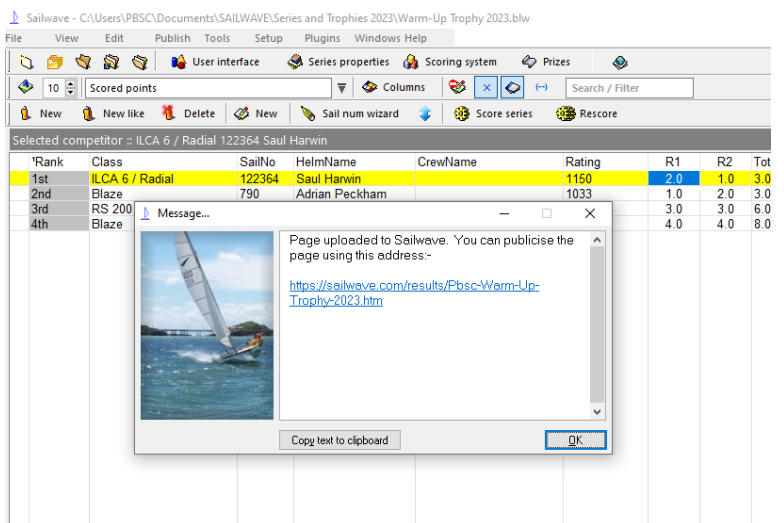 Sailwave - C:\Users\PBSC\Documents\SAILWAVE\Series and Trophies 2023\Warm-Up Trophy 2023.blw
File View Edit Publish Tools Setup Plugins Windows Help
User interface Series properties Scoring system Prizes
10 Scored points Columns Search / Filter
New New like Delete New Sail num wizard Score series Rescore
Selected competitor :: ILCA 6 / Radial 122364 Saul Harwin
Rank Class SailNo HelmName CrewName Rating R1 R2 Tot
1st ILCA 6 / Radial 122364 Saul Harwin 1150 2.0 1.0 3.0
2nd Blaze 790 Adrian Peckham 1033 1.0 2.0 3.0
3rd RS 200 3.0 3.0 6.0
4th Blaze 4.0 4.0 8.0
Message...
Page uploaded to Sailwave. You can publicise the
page using this address:-
https://sailwave.com/results/Pbsc-Warm-Up-
Trophy-2023.htm
Copy text to clipboard OK